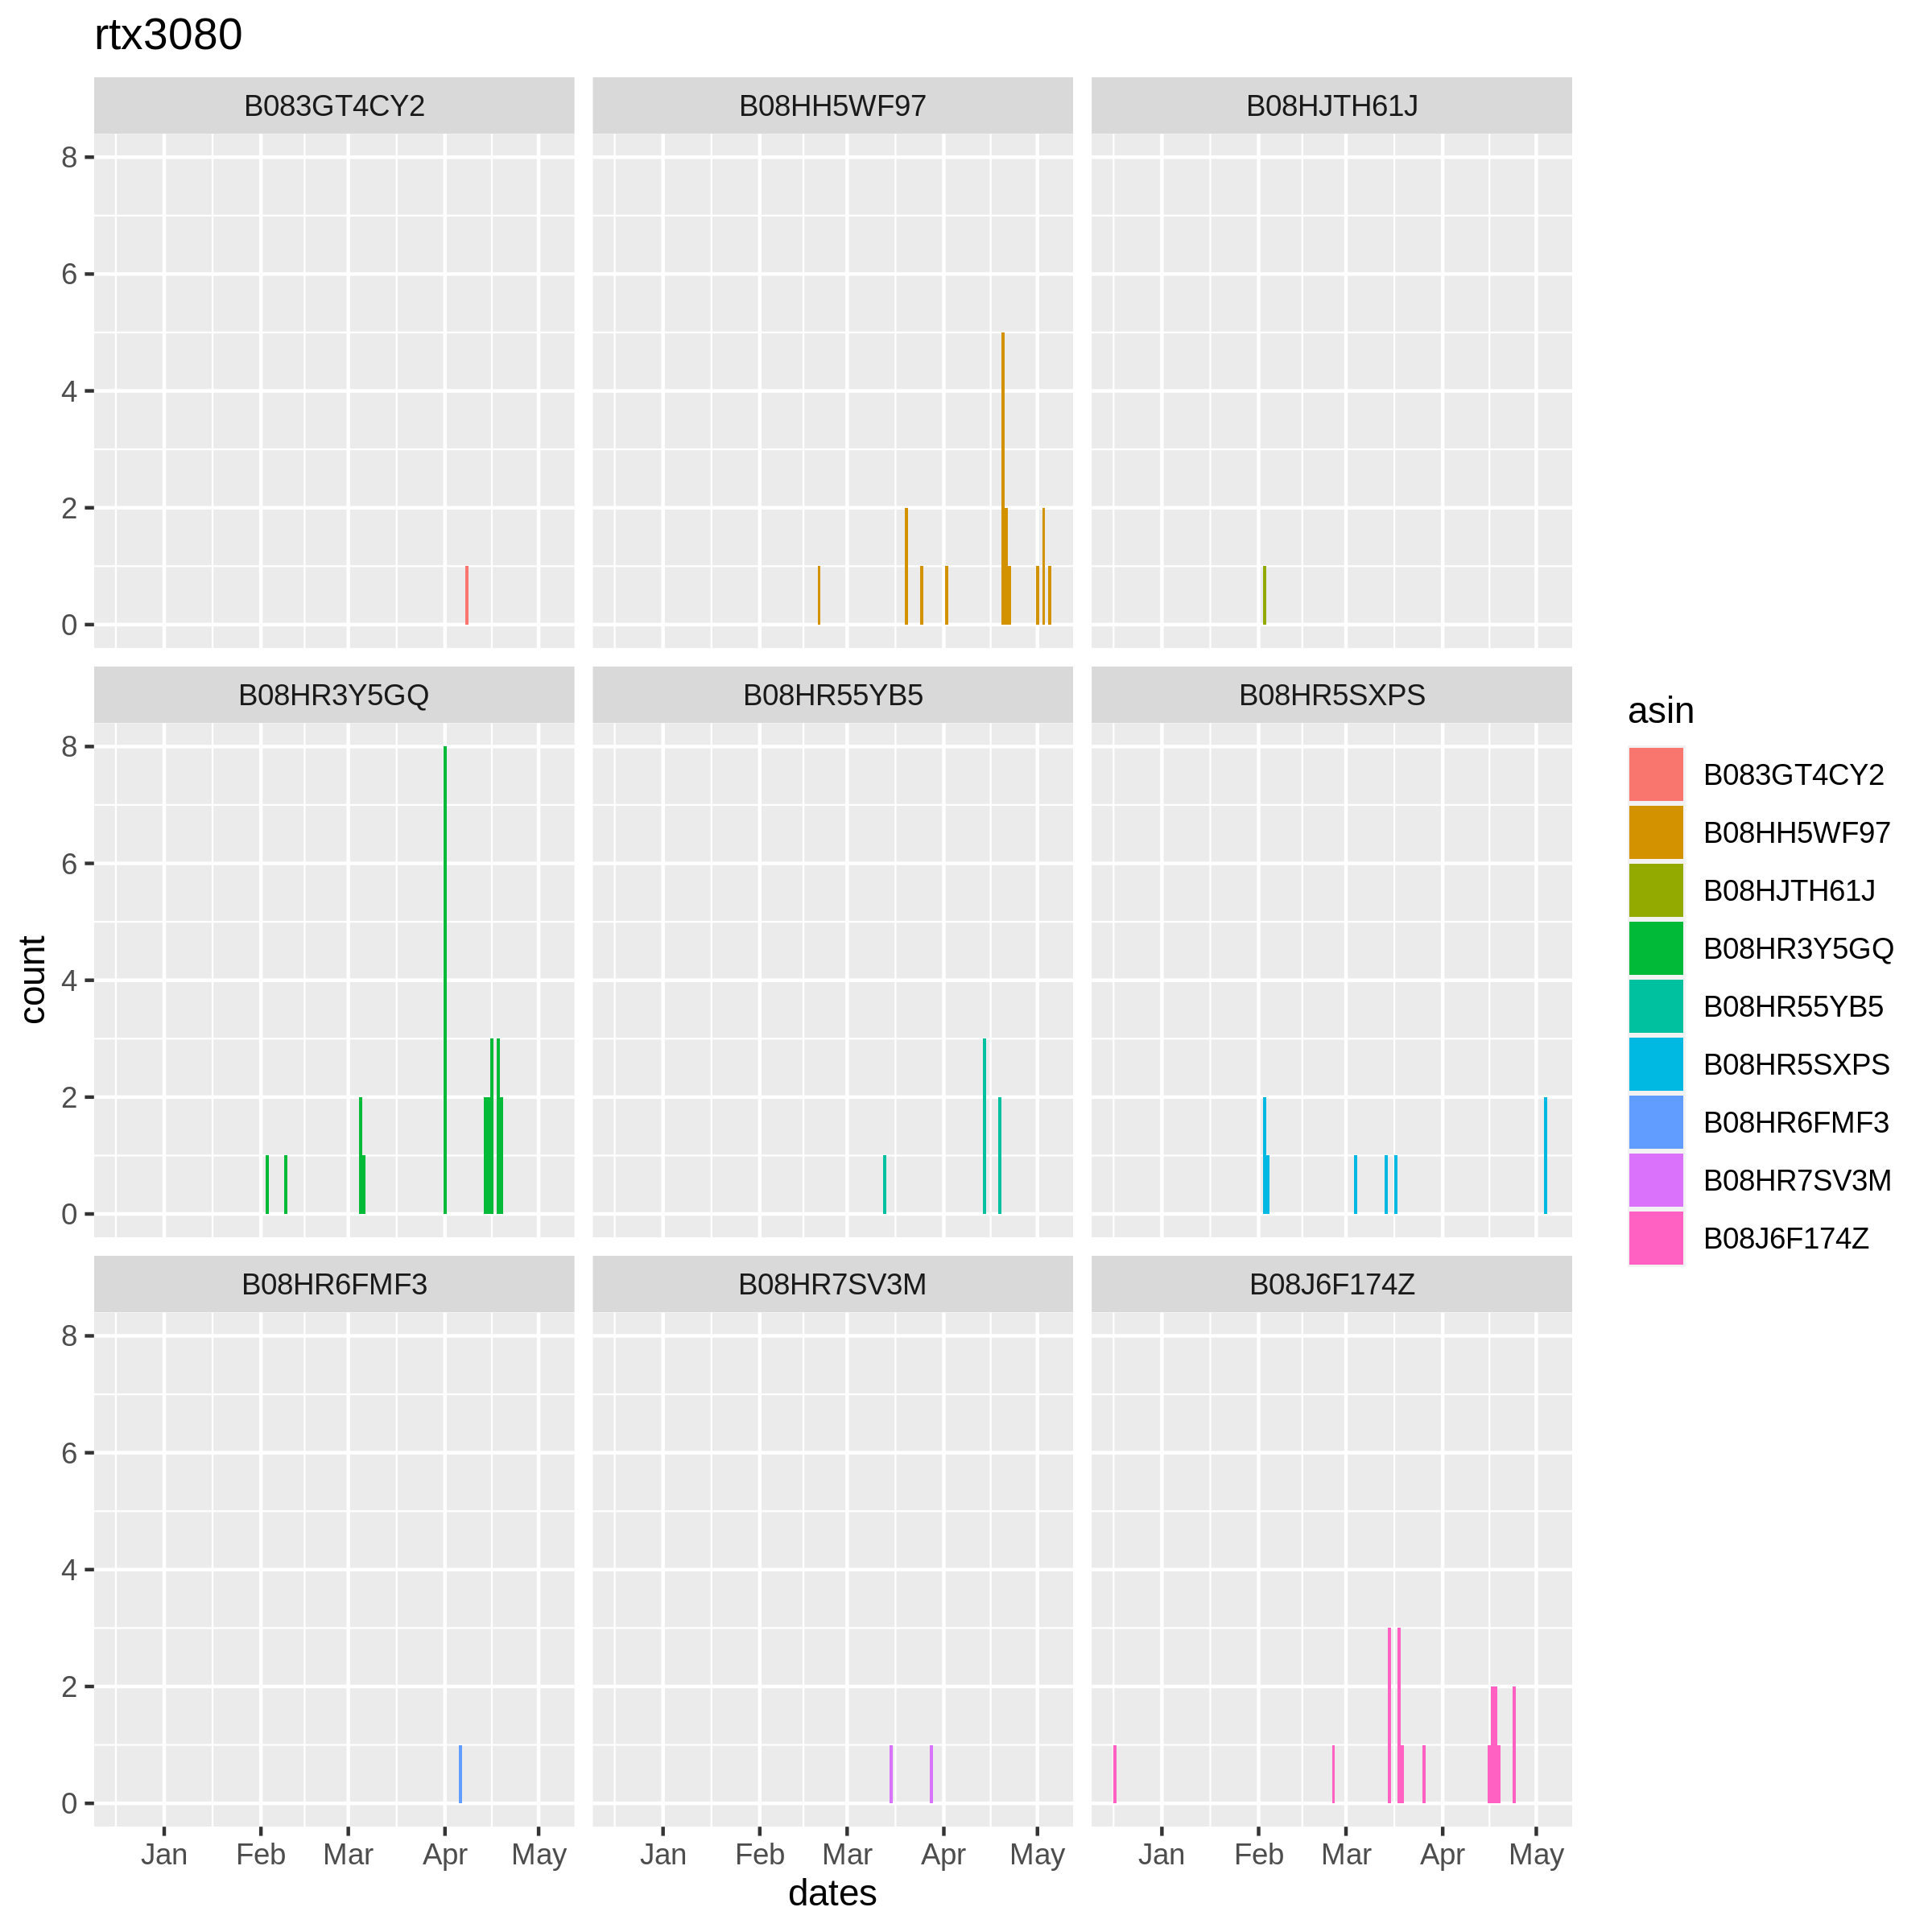 rtx3080
B083GT4CY2 B08HH5WF97 B08HJTH61J
8
6
4
2
0
B08HR3Y5GQ B08HR55YB5 B08HR5SXPS
8
6
4
2
0
count
B08HR6FMF3 B08HR7SV3M B08J6F174Z
8
6
4
2
0
Jan Feb Mar Apr May Jan Feb Mar Apr May Jan Feb Mar Apr May
dates
asin
B083GT4CY2
B08HH5WF97
B08HJTH61J
B08HR3Y5GQ
B08HR55YB5
B08HR5SXPS
B08HR6FMF3
B08HR7SV3M
B08J6F174Z